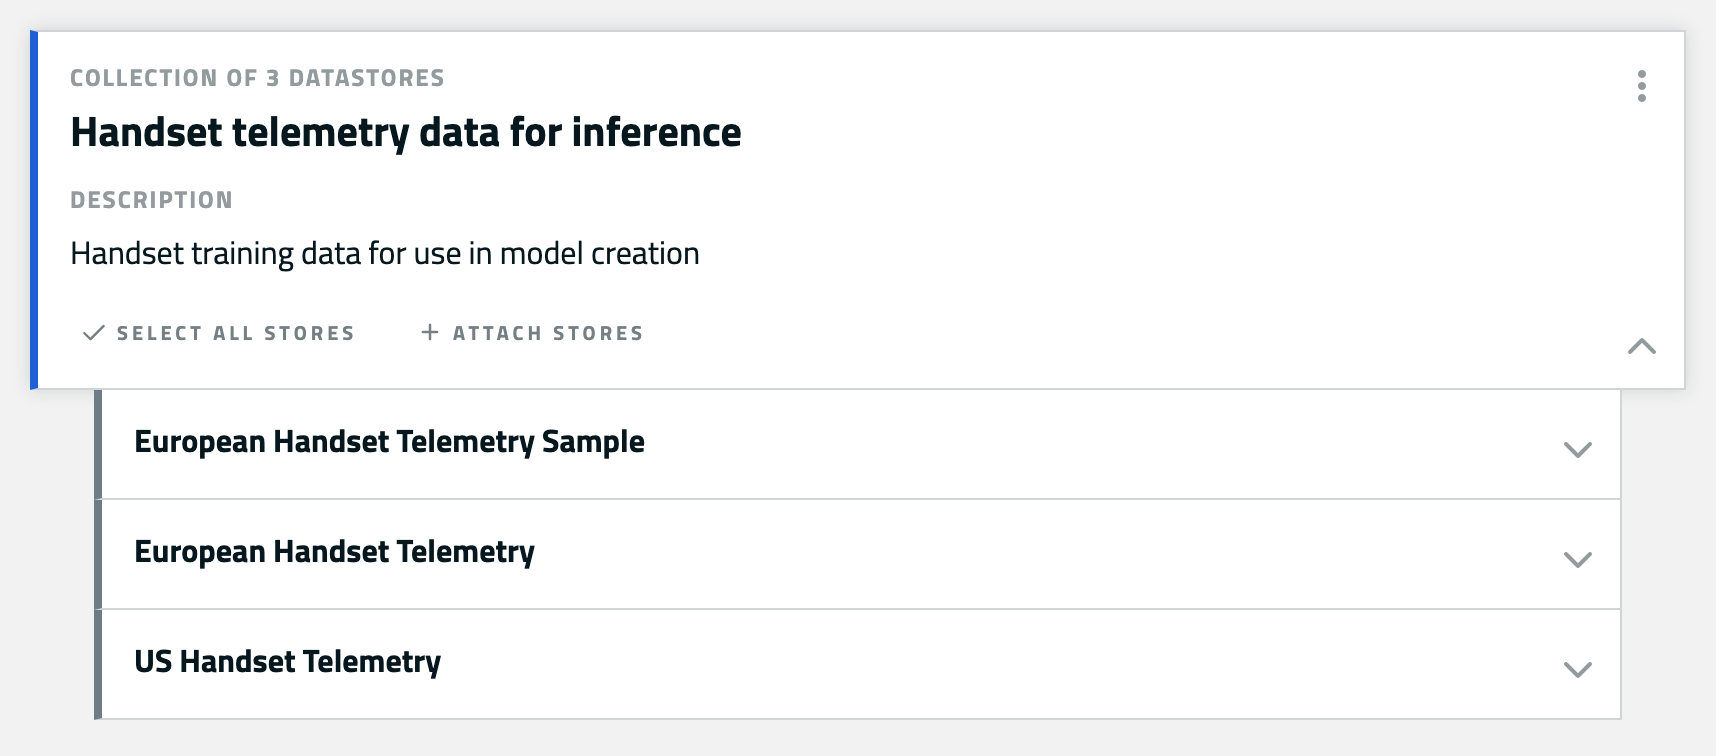 COLLECTION OF 3 DATASTORES
Handset telemetry data for inference
DESCRIPTION
Handset training data for use in model creation
SELECT ALL STORES
ATTACH STORES
European Handset Telemetry Sample
European Handset Telemetry
US Handset Telemetry